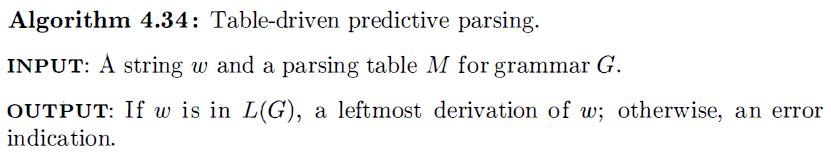 Algorithm 4.34: Table-driven predictive parsing.
INPUT: A string w and a parsing table M for grammar G.
OUTPUT: If w is in L(G), a leftmost derivation of w; otherwise, an error
indication.